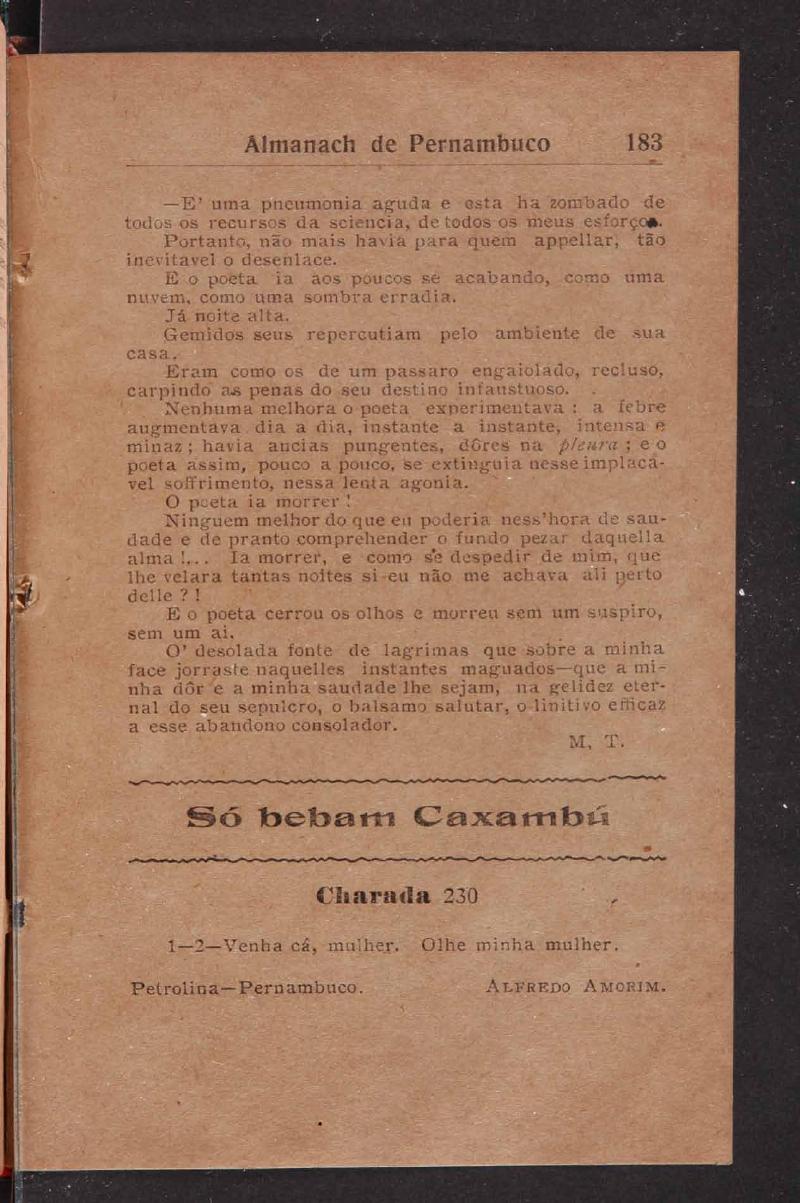 Almanach de Pernambuco 183
—E' uma pneumonia aguda e esta ha zombado de
todos os recursos da sciencia, de todos os meus esforços.
Portanto, não mais havia para quem appellar, tão
inevitavel o desenlace.
E o poeta ia aos poucos se acabando, como uma
nuvem, como uma sombra erradia.
Já noite alta.
Gemidos seus repercutiam pelo ambiente de sua
casa.
Eram como os de um passaro engaiolado, recluso,
carpindo as penas do seu destino infaustuoso.
Nenhuma melhora o poeta experimentava : a febre
augmentava dia a dia, instante a instante, intensa e
minaz ; havia ancias pungentes, dôres na pleura ; e o
poeta assim, pouco a pouco, se extinguia nesse implaca-
vel soffrimento, nessa lenta agonia.
O poeta ia morrer !
Ninguem melhor do que eu poderia ness'hora de sau-
dade e de pranto comprehender o fundo pezar daquella
alma !... Ia morrer, e como se despedir de mim, que
lhe velara tantas noites si eu não me achava ali perto
delle ? !
E o poeta cerrou os olhos e morreu sem um suspiro,
sem um ai.
O' desolada fonte de lagrimas que sobre a minha
face jorraste naquelles instantes maguados—que a mi-
nha dôr e a minha saudade lhe sejam, na gelidez eter-
nal do seu sepulcro, o balsamo salutar, o linitivo efficaz
a esse abandono consolador.
M. T.
Só bebam Caxambú
Charada 230
1—2—Venha cá, mulher. Olhe minha mulher.
Petrolina—Pernambuco. ALFREDO AMORIM.